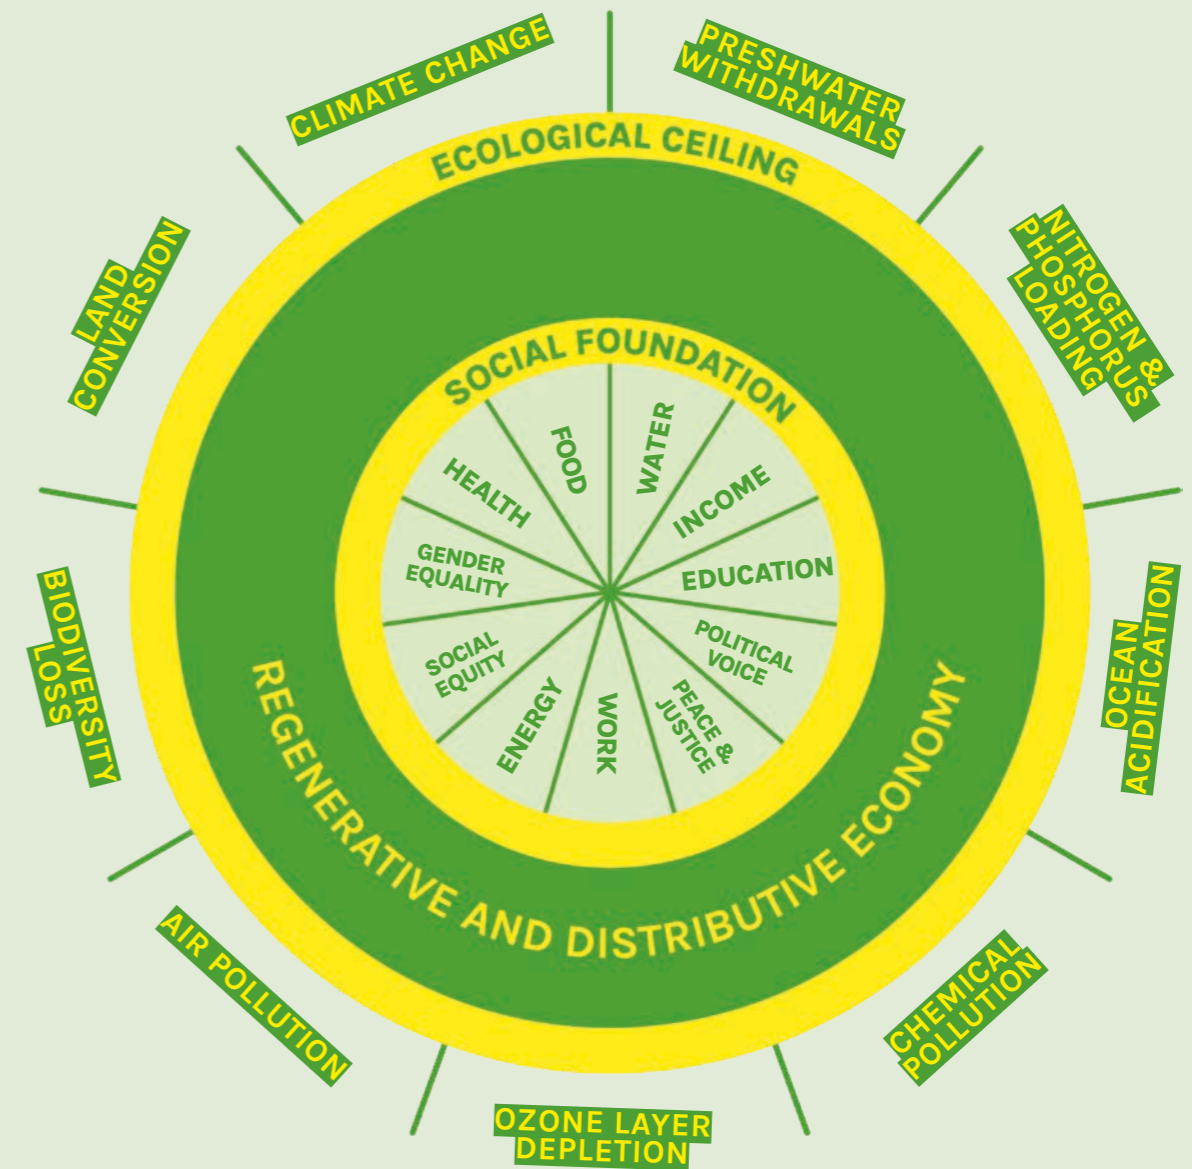 CLIMATE CHANGE
PRESHWATER
WITHDRAWALS
NITROGEN &
PHOSPHORUS
LOADING
OCEAN
ACIDIFICATION
CHEMICAL
POLLUTION
OZONE LAYER
DEPLETION
AIR POLLUTION
BIODIVERSITY
LOSS
LAND
CONVERSION
ECOLOGICAL CEILING
SOCIAL FOUNDATION
WATER
INCOME
EDUCATION
POLITICAL
VOICE
PEACE &
JUSTICE
WORK
ENERGY
SOCIAL
EQUITY
GENDER
EQUALITY
HEALTH
FOOD
REGENERATIVE AND DISTRIBUTIVE ECONOMY